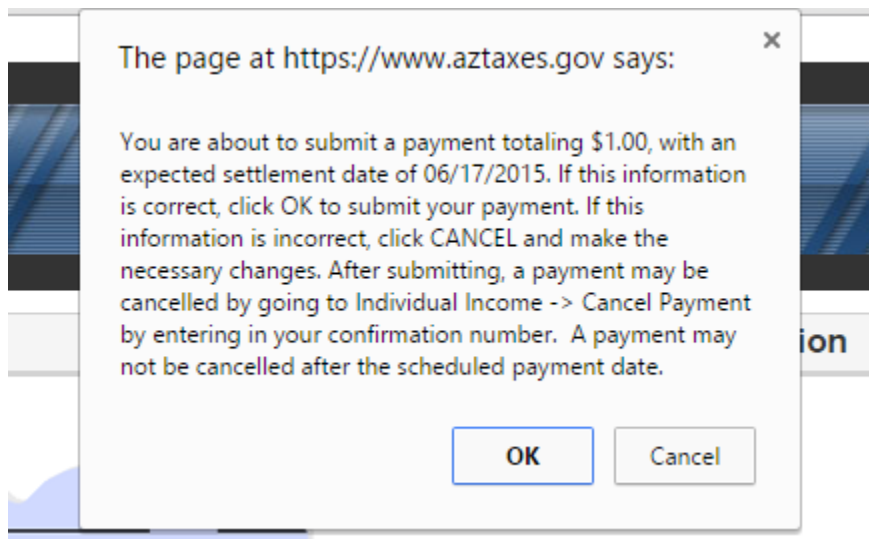 The page at https://www.aztaxes.gov says:
You are about to submit a payment totaling $1.00, with an
expected settlement date of 06/17/2015. If this information
is correct, click OK to submit your payment. If this
information is incorrect, click CANCEL and make the
necessary changes. After submitting, a payment may be
cancelled by going to Individual Income -> Cancel Payment
by entering in your confirmation number.  A payment may
not be cancelled after the scheduled payment date.
ion
OK Cancel